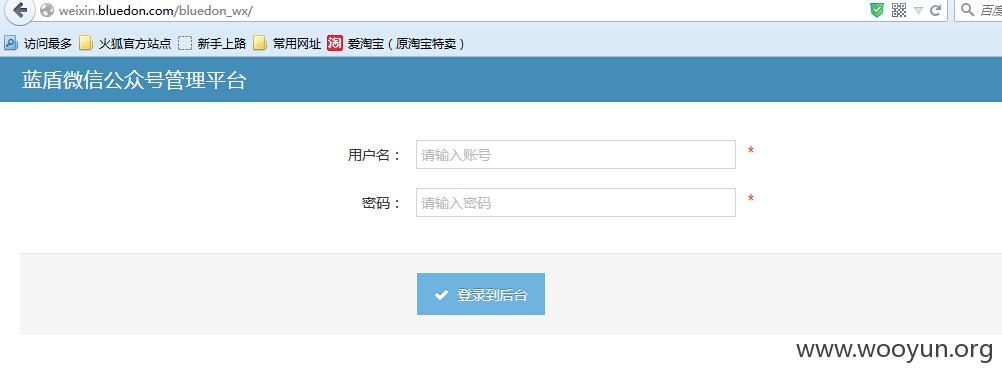 weixin.bluedon.com/bluedon_wx/
访问最多 火狐官方站点 新手上路 常用网址 淘 爱淘宝（原淘宝特卖）
蓝盾微信公众号管理平台
用户名： 请输入账号 *
密码： 请输入密码 *
登录到后台
www.wooyun.org